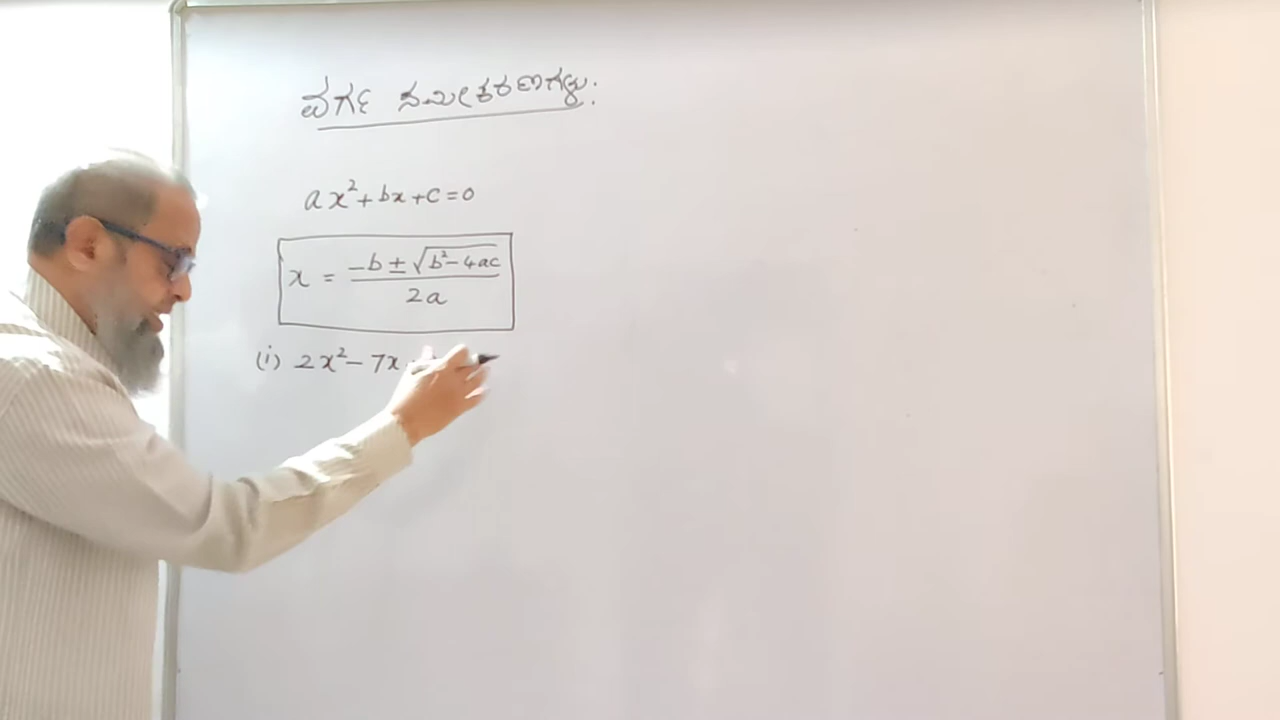 ವರ್ಗ ಸಮೀಕರಣಗಳು:
ax²+bx+c=0
x = (-b ± √(b²-4ac))/(2a)
(i) 2x²- 7x